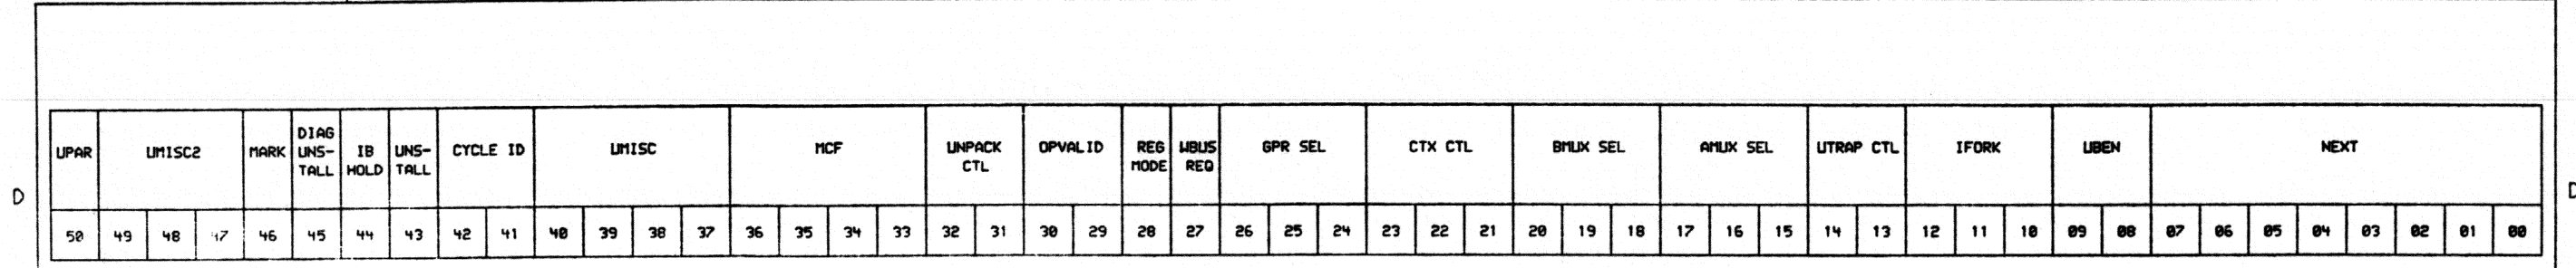 UPAR UMISC2 MARK DIAG UNS-TALL IB HOLD UNS-TALL CYCLE ID UMISC MCF UNPACK CTL OPVALID REG MODE WBUS REQ GPR SEL CTX CTL BMUX SEL AMUX SEL UTRAP CTL IFORK UBEN NEXT
D D
50 49 48 47 46 45 44 43 42 41 40 39 38 37 36 35 34 33 32 31 30 29 28 27 26 25 24 23 22 21 20 19 18 17 16 15 14 13 12 11 10 09 08 07 06 05 04 03 02 01 00